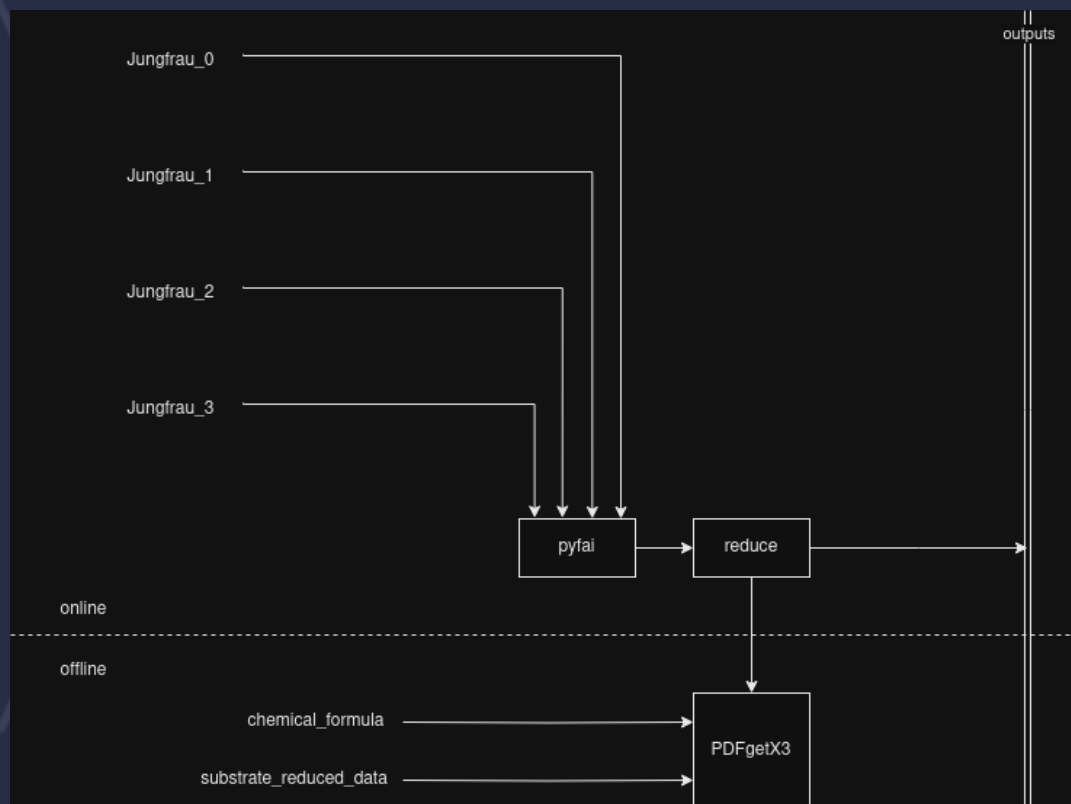 outputs
Jungfrau_0
Jungfrau_1
Jungfrau_2
Jungfrau_3
pyfai
reduce
online
offline
chemical_formula
PDFgetX3
substrate_reduced_data